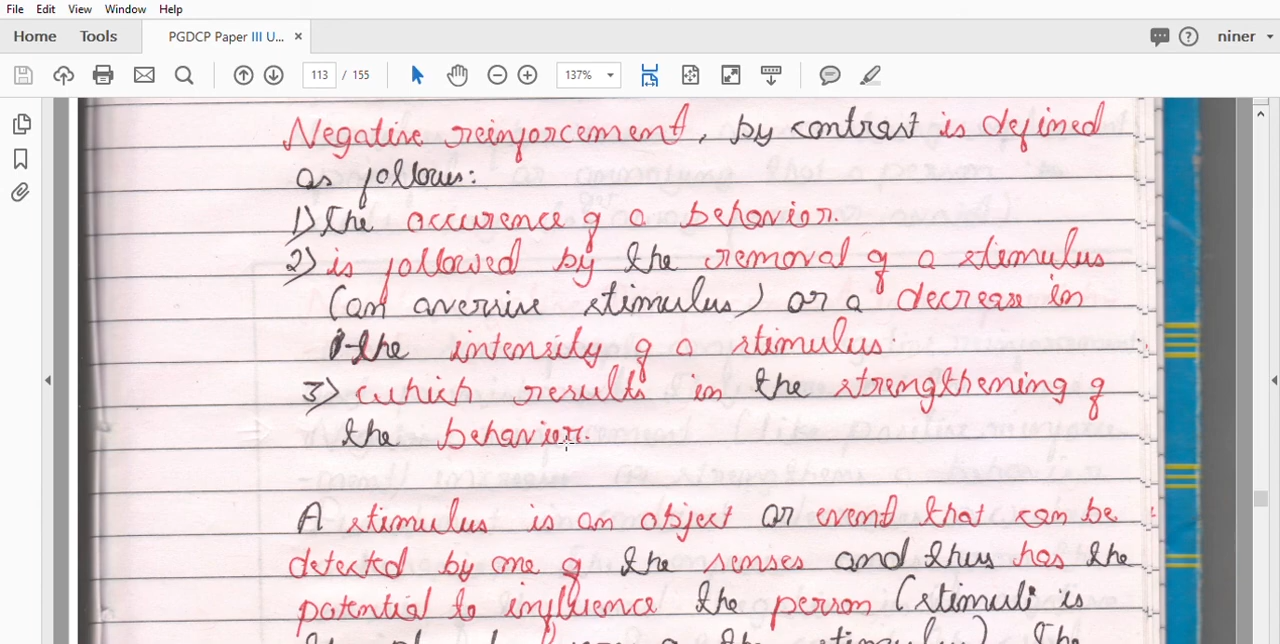 File Edit View Window Help
Home Tools PGDCP Paper III U... × niner
113 / 155 137%
Negative reinforcement, by contrast is defined
as follows:
1) the occurence of a behavior.
2) is followed by the removal of a stimulus
(an aversive stimulus) or a decrease in
the intensity of a stimulus
3) which results in the strengthening of
the behavior.
A stimulus is an object or event that can be
detected by one of the senses and thus has the
potential to influence the person (stimuli is
the stimulus). The